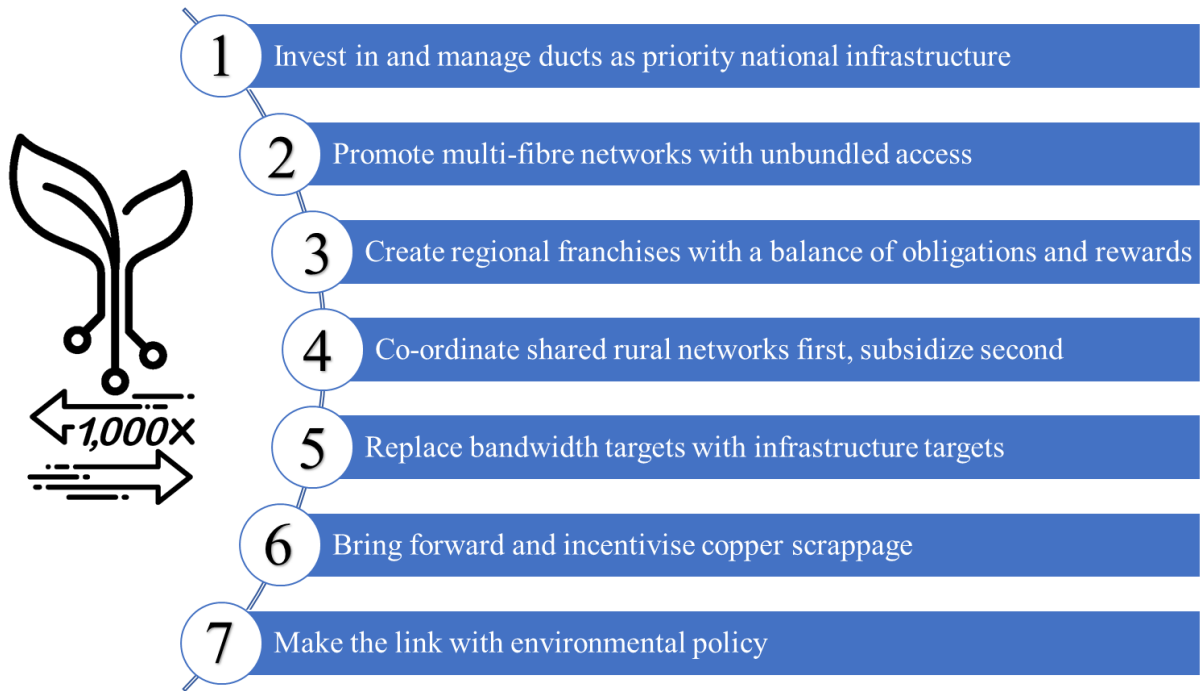 1 Invest in and manage ducts as priority national infrastructure
2 Promote multi-fibre networks with unbundled access
3 Create regional franchises with a balance of obligations and rewards
4 Co-ordinate shared rural networks first, subsidize second
1,000x
5 Replace bandwidth targets with infrastructure targets
6 Bring forward and incentivise copper scrappage
7 Make the link with environmental policy